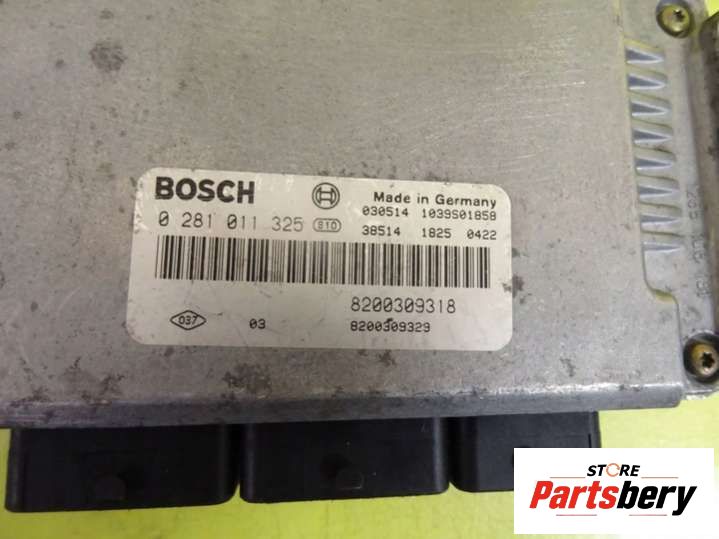 BOSCH Made in Germany
030514 1039S01858
0 281 011 325 S10 38514 1825 0422
8200309318
037 03 8200309329
STORE
Partsbery